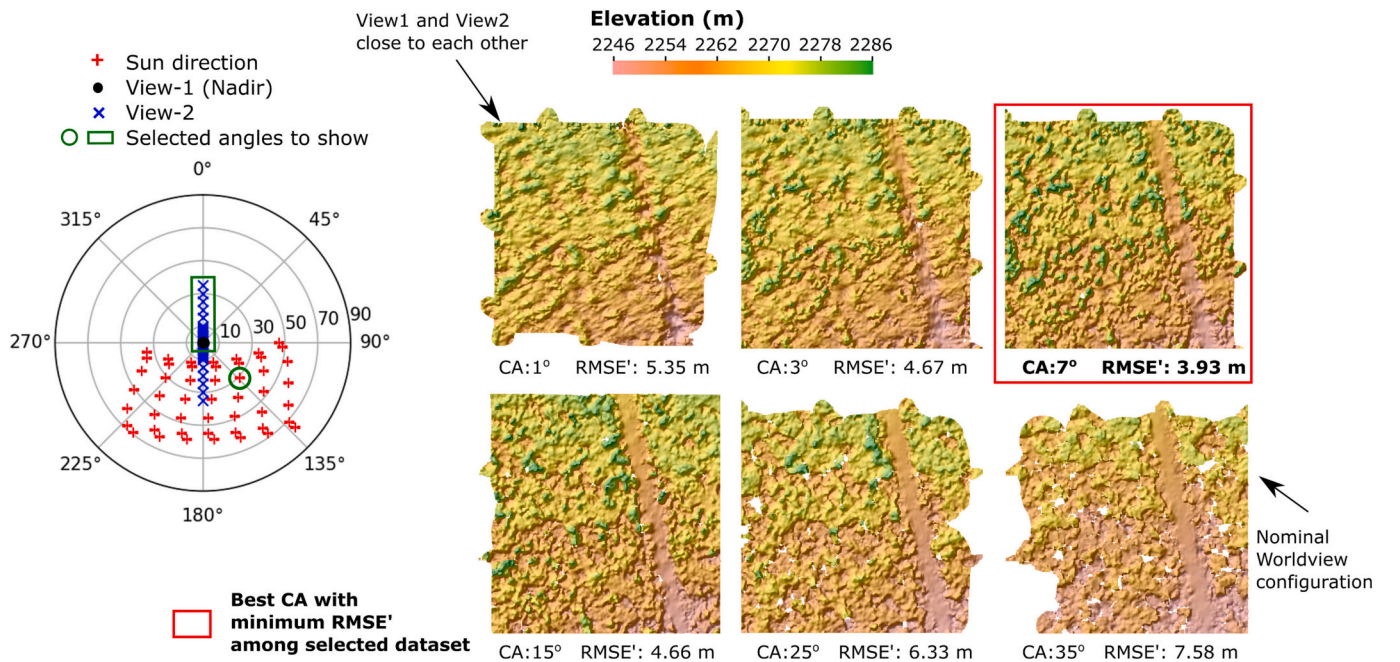 View1 and View2
close to each other
Elevation (m)
2246 2254 2262 2270 2278 2286
Sun direction
View-1 (Nadir)
View-2
Selected angles to show
0°
45°
90°
135°
180°
225°
270°
315°
10 30 50 70 90
CA:1° RMSE': 5.35 m
CA:3° RMSE': 4.67 m
CA:7° RMSE': 3.93 m
CA:15° RMSE': 4.66 m
CA:25° RMSE': 6.33 m
CA:35° RMSE': 7.58 m
Nominal
Worldview
configuration
Best CA with
minimum RMSE'
among selected dataset